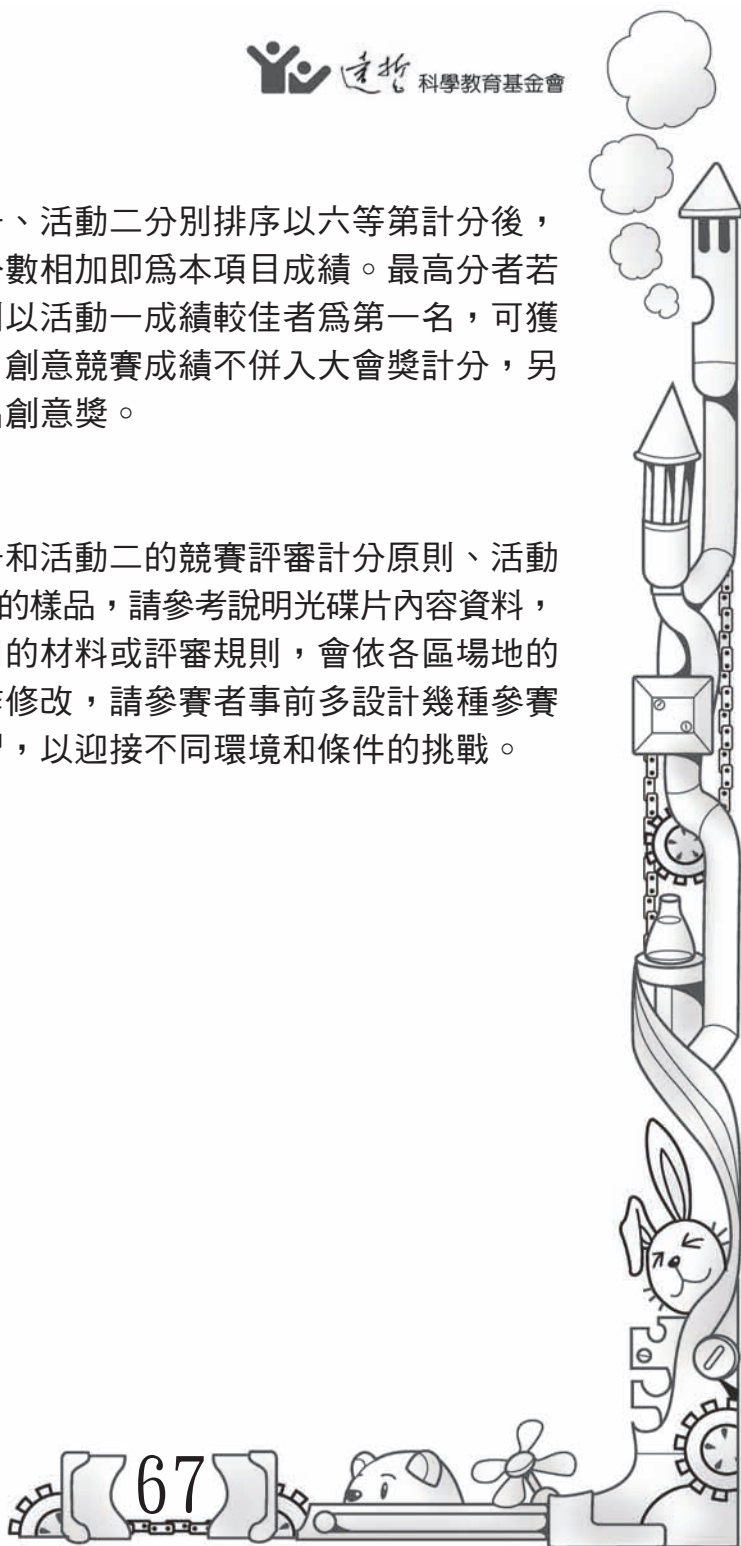 遠哲 科學教育基金會
、活動二分別排序以六等第計分後,
數相加即為本項目成績。最高分者若
以活動一成績較佳者為第一名,可獲
創意競賽成績不併入大會獎計分,另
創意獎。
和活動二的競賽評審計分原則、活動
的樣品,請參考說明光碟片內容資料,
的材料或評審規則,會依各區場地的
修改,請參賽者事前多設計幾種參賽
,以迎接不同環境和條件的挑戰。
67